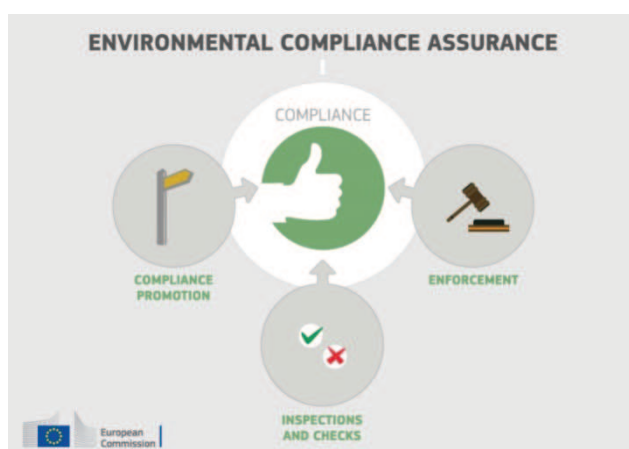 ENVIRONMENTAL COMPLIANCE ASSURANCE
COMPLIANCE
COMPLIANCE
PROMOTION
ENFORCEMENT
INSPECTIONS
AND CHECKS
European
Commission